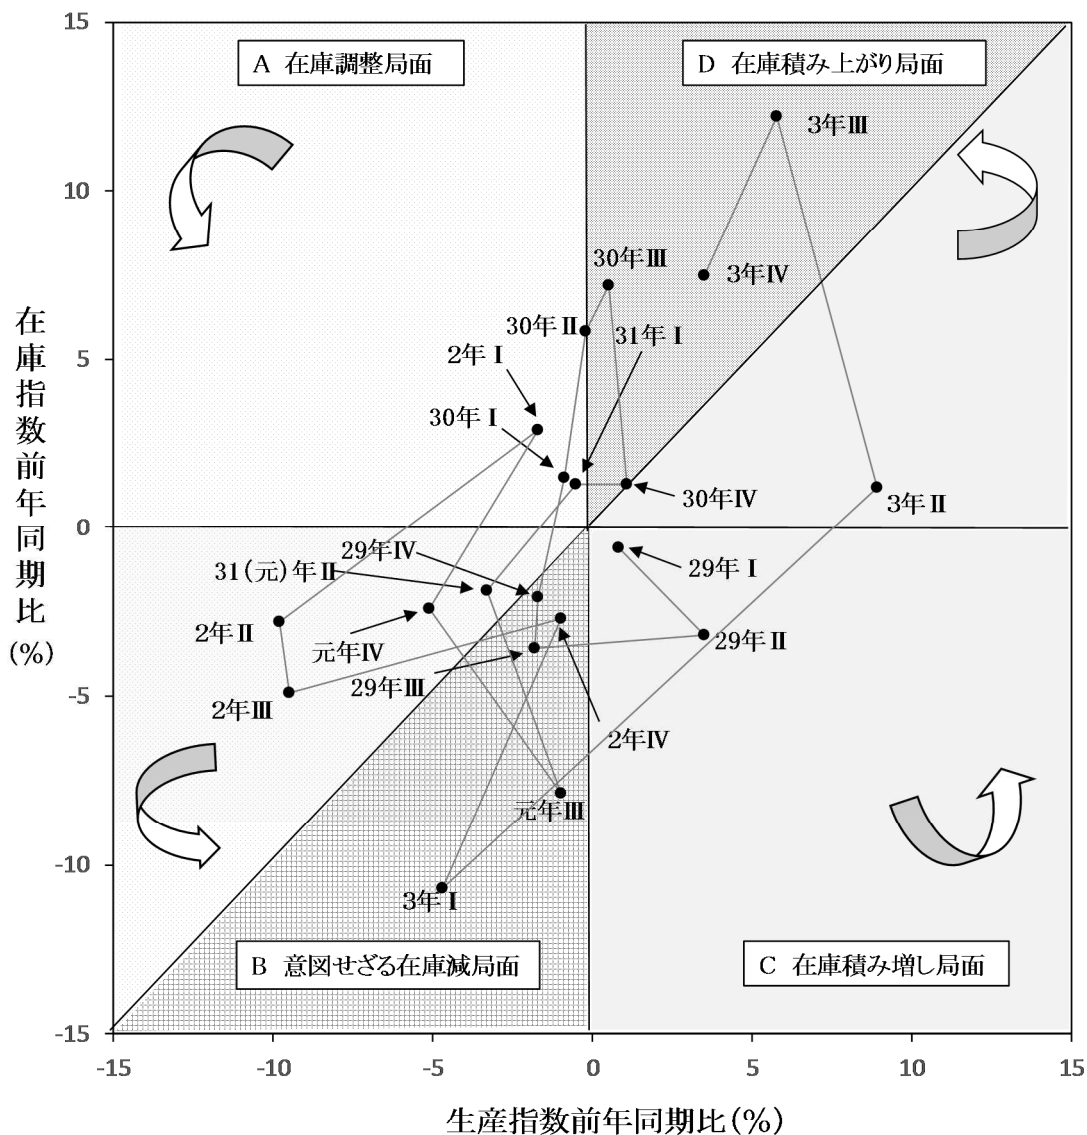 15
A 在庫調整局面
D 在庫積み上がり局面
3年Ⅲ
10
30年Ⅲ
3年Ⅳ
30年Ⅱ
31年Ⅰ
2年Ⅰ
5
30年Ⅰ
30年Ⅳ
3年Ⅱ
0
29年Ⅳ
29年Ⅰ
31(元)年Ⅱ
2年Ⅱ
元年Ⅳ
29年Ⅱ
29年Ⅲ
2年Ⅲ
-5
2年Ⅳ
元年Ⅲ
-10
3年Ⅰ
B 意図せざる在庫減局面
C 在庫積み増し局面
-15
-15
-10
-5
0
5
10
15
在庫指数前年同期比(%)
生産指数前年同期比(%)